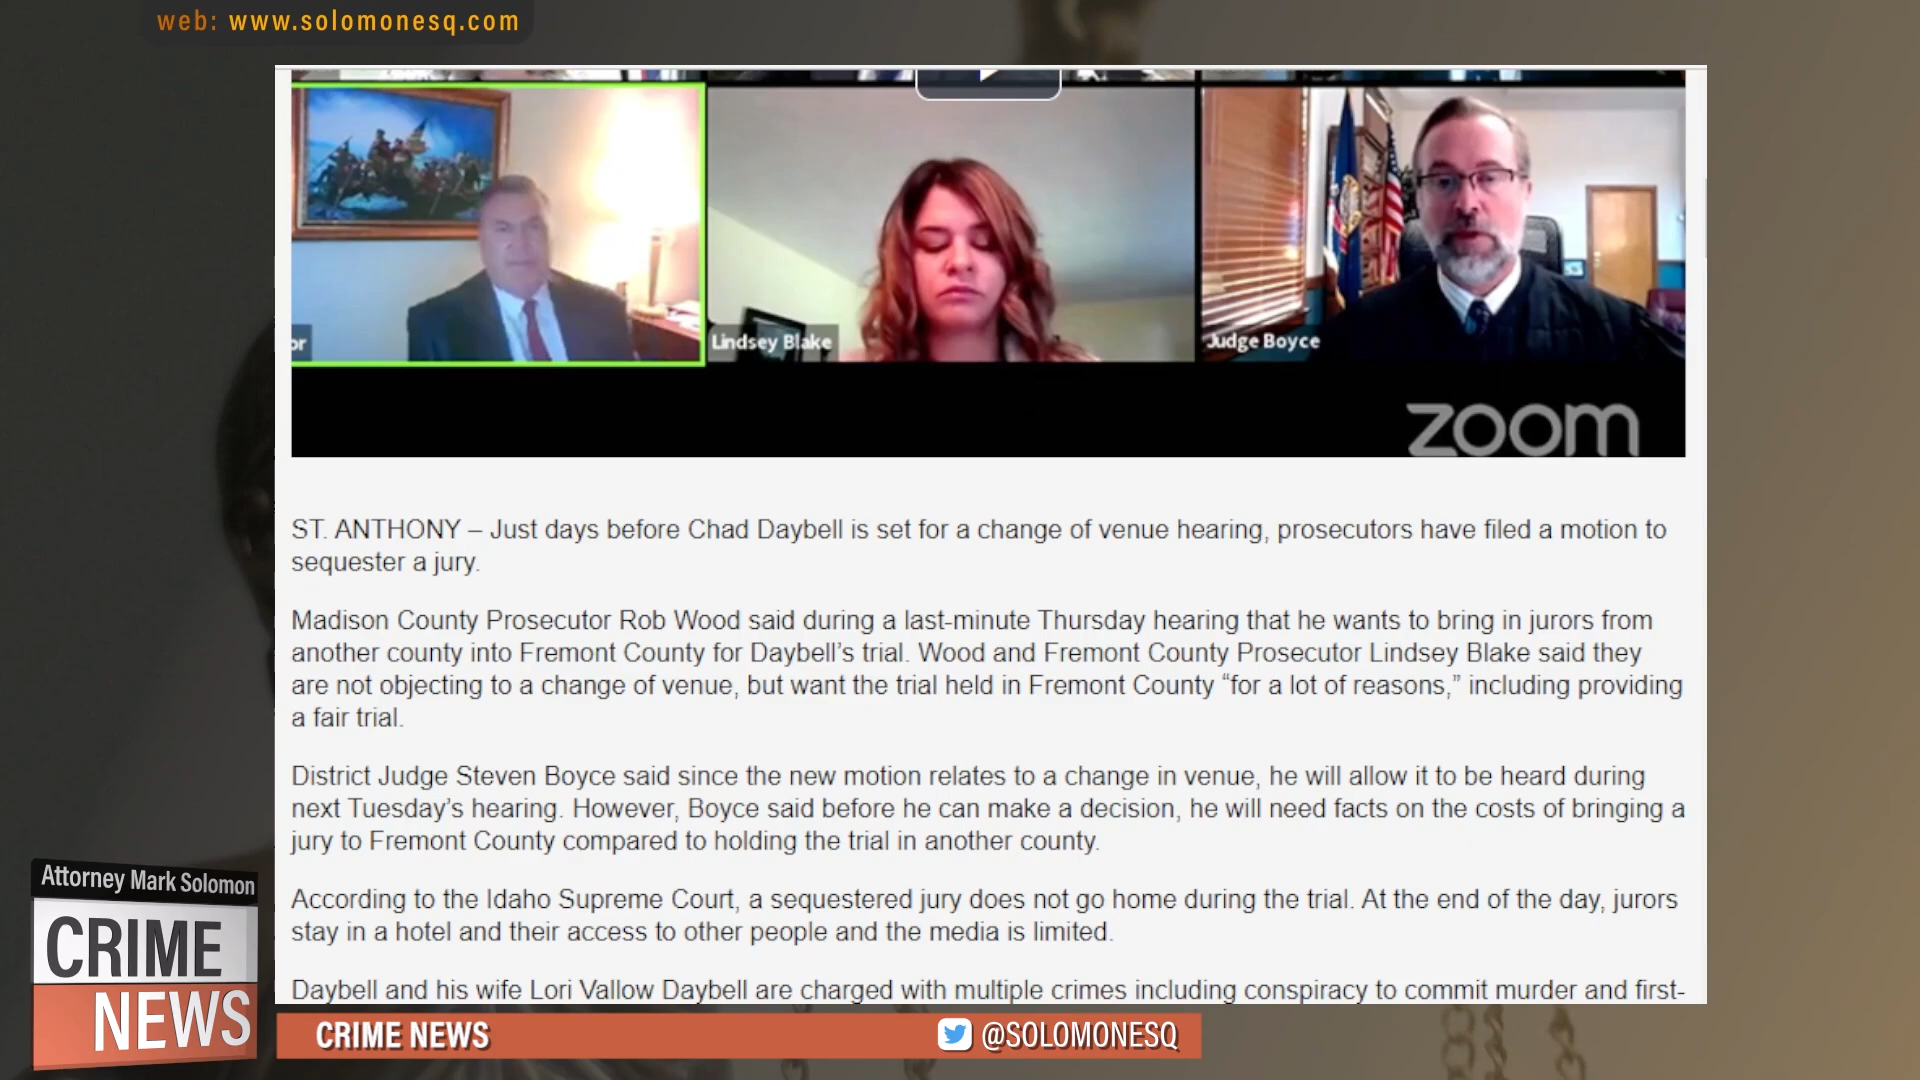 web: www.solomonesq.com
or
Lindsey Blake
Judge Boyce
zoom
ST. ANTHONY – Just days before Chad Daybell is set for a change of venue hearing, prosecutors have filed a motion to
sequester a jury.
Madison County Prosecutor Rob Wood said during a last-minute Thursday hearing that he wants to bring in jurors from
another county into Fremont County for Daybell’s trial. Wood and Fremont County Prosecutor Lindsey Blake said they
are not objecting to a change of venue, but want the trial held in Fremont County “for a lot of reasons,” including providing
a fair trial.
District Judge Steven Boyce said since the new motion relates to a change in venue, he will allow it to be heard during
next Tuesday’s hearing. However, Boyce said before he can make a decision, he will need facts on the costs of bringing a
jury to Fremont County compared to holding the trial in another county.
According to the Idaho Supreme Court, a sequestered jury does not go home during the trial. At the end of the day, jurors
stay in a hotel and their access to other people and the media is limited.
Daybell and his wife Lori Vallow Daybell are charged with multiple crimes including conspiracy to commit murder and first-
Attorney Mark Solomon
CRIME
NEWS
CRIME NEWS
@SOLOMONESQ